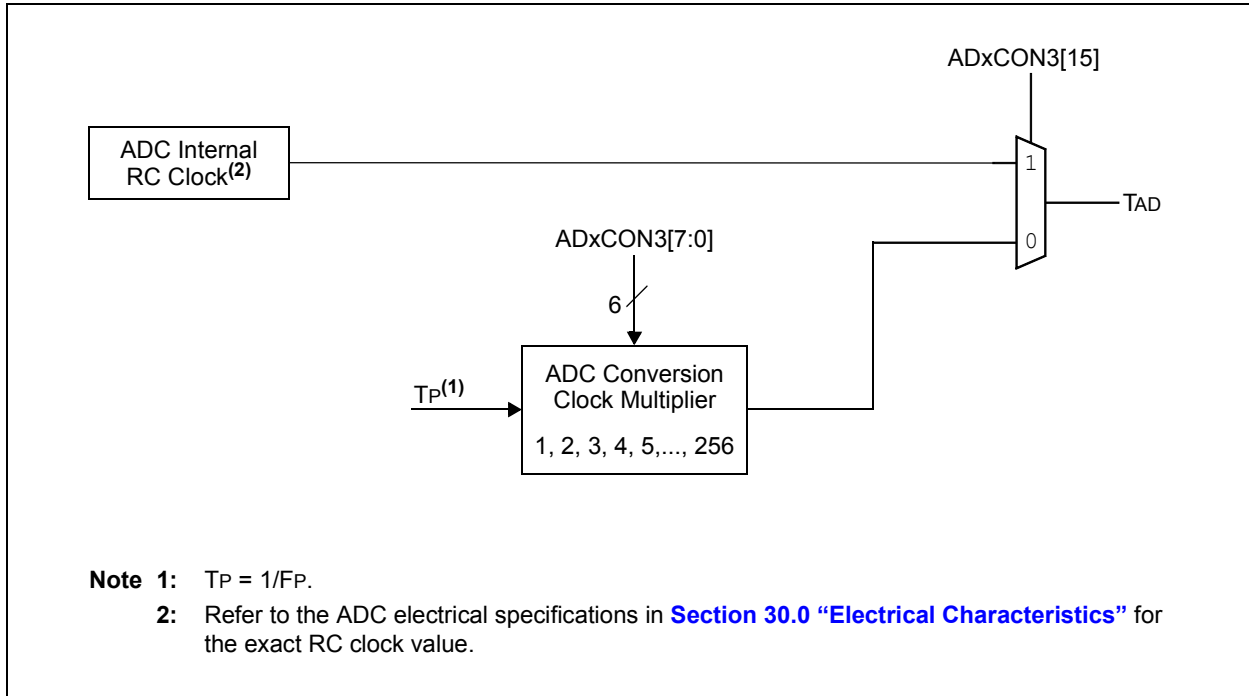 ADxCON3[15]
ADC Internal
RC Clock(2)
1
TAD
ADxCON3[7:0]
0
6
TP(1)
ADC Conversion
Clock Multiplier
1, 2, 3, 4, 5,..., 256
Note 1: TP = 1/FP.
2: Refer to the ADC electrical specifications in Section 30.0 “Electrical Characteristics” for
the exact RC clock value.